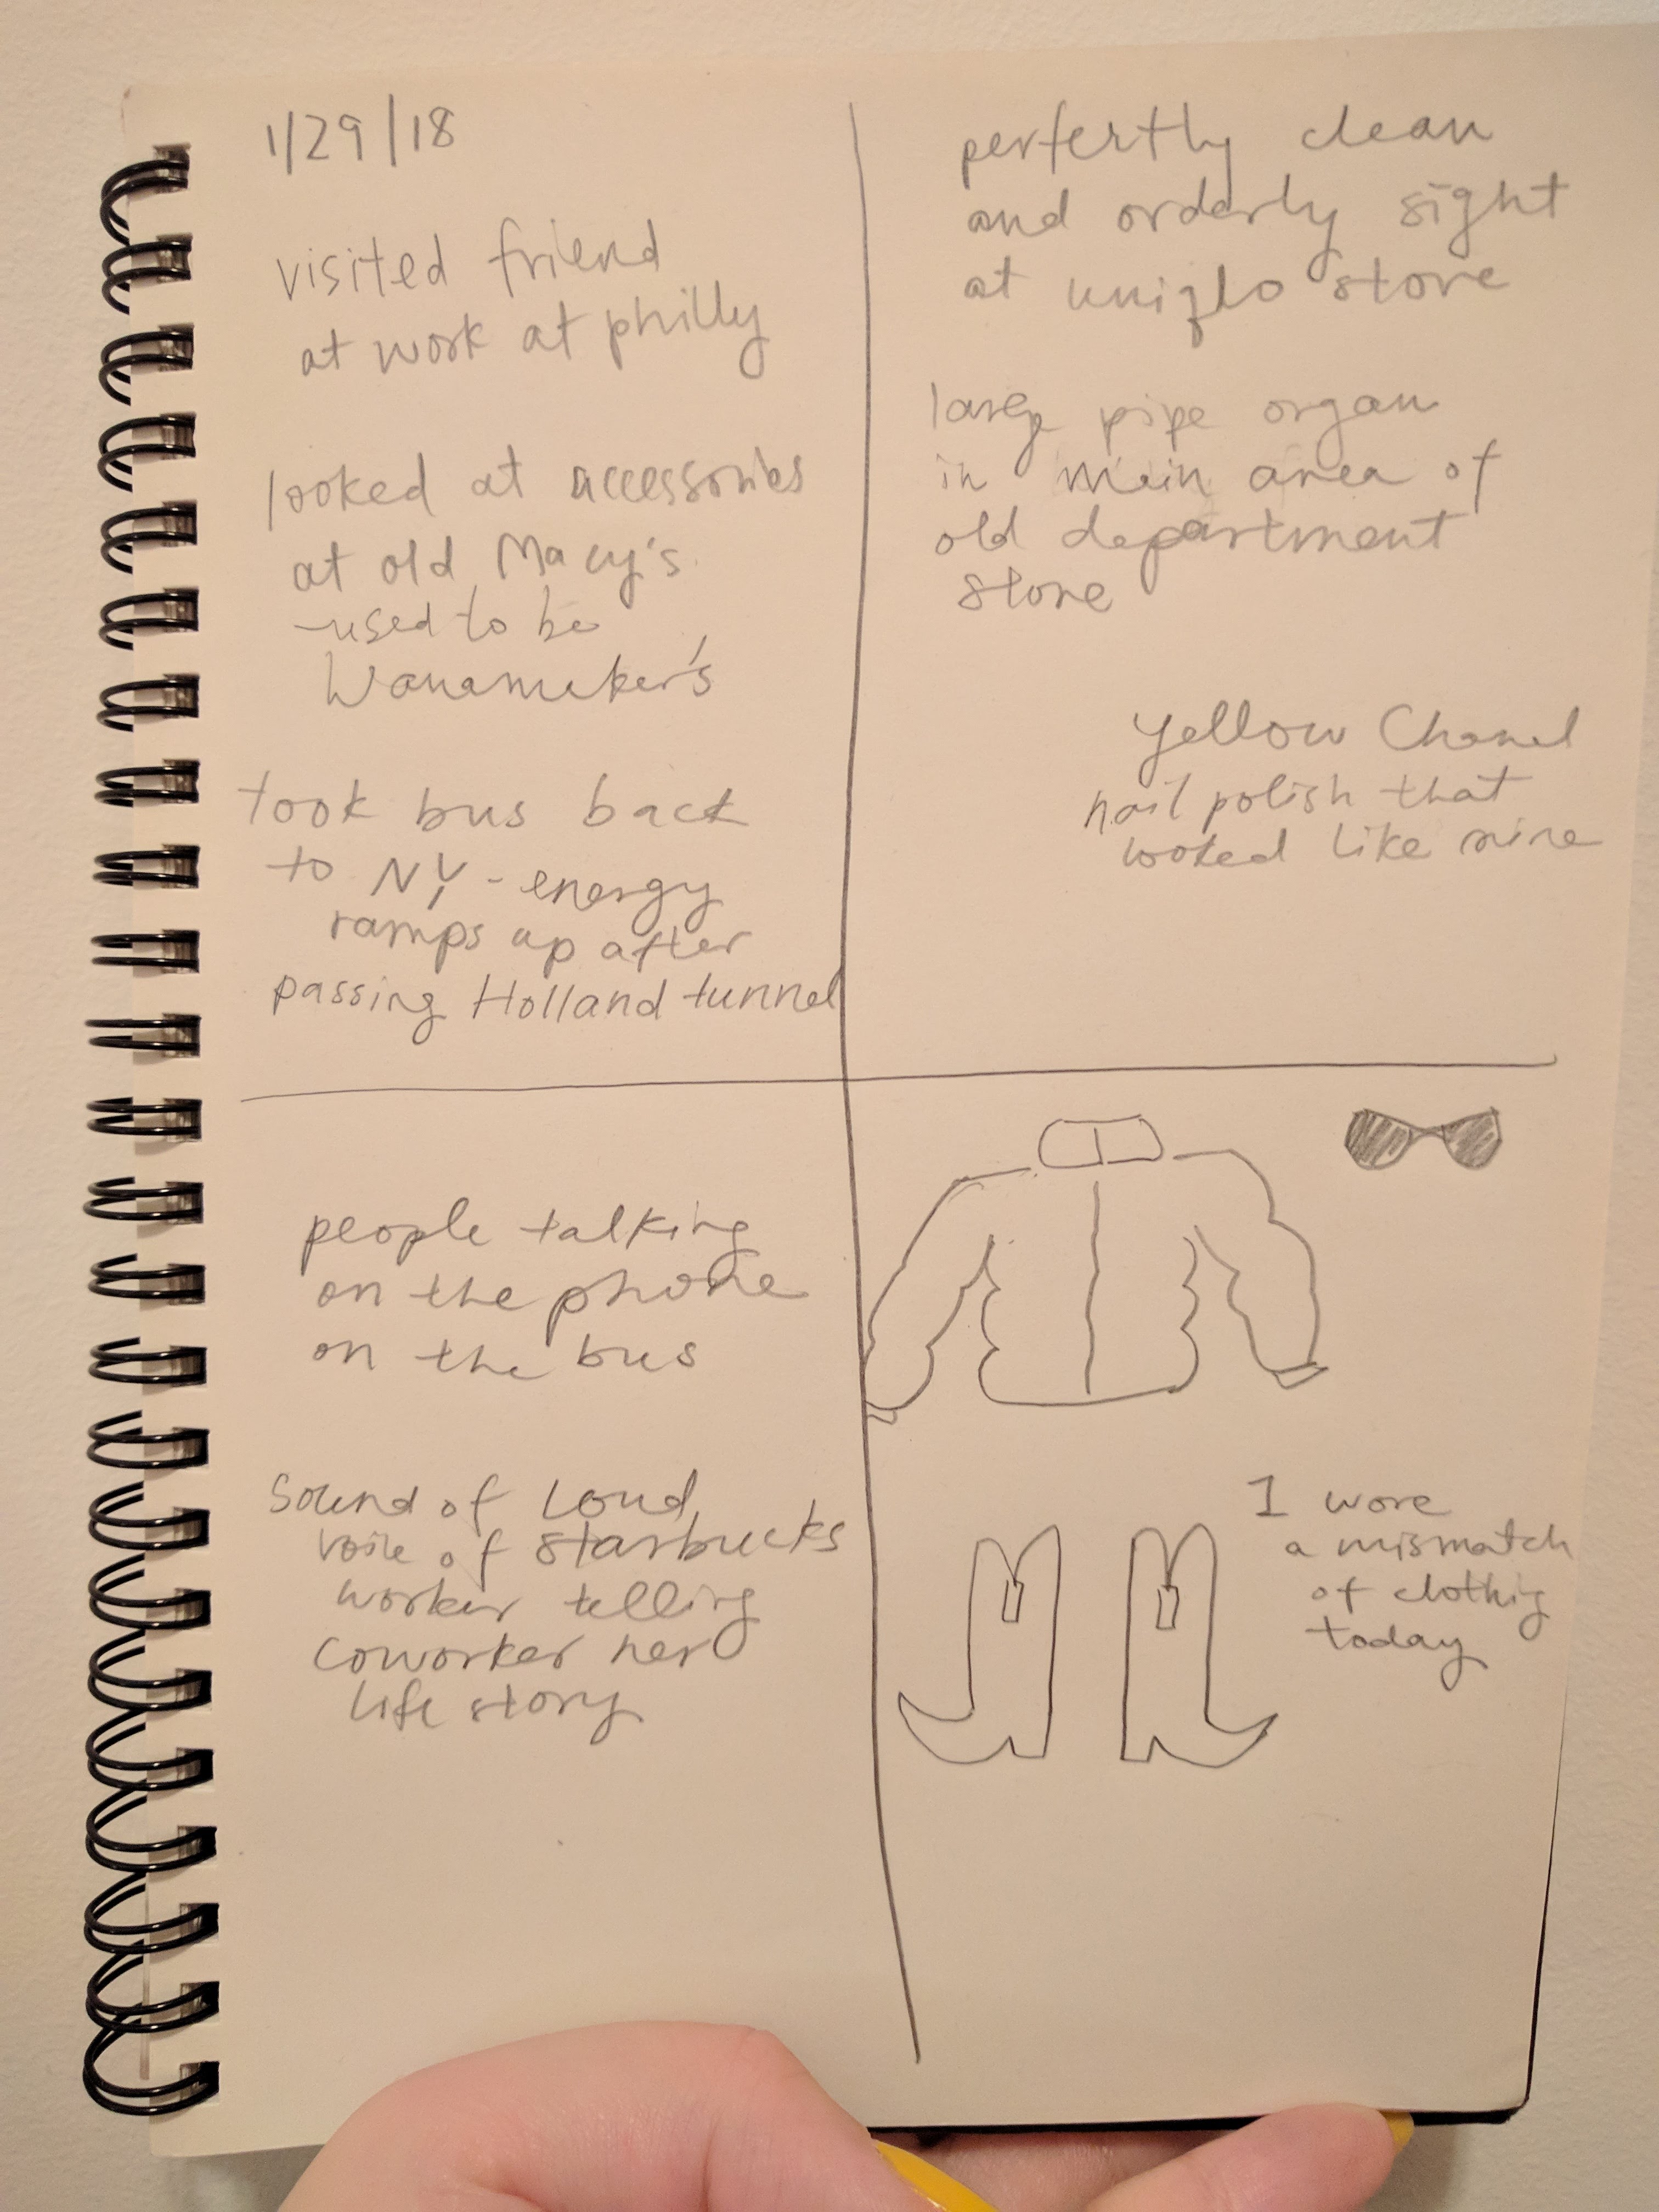 1/29/18
visited friend
at work at philly
looked at accessories
at old Macy's
-used to be
Wanamaker's
took bus back
to NY - energy
ramps up after
passing Holland tunnel
perfectly clean
and orderly sight
at uniqlo store
large pipe organ
in main area of
old department
store
yellow Chanel
nail polish that
looked like mine
people talking
on the phone
on the bus
Sound of Loud
voice of starbucks
worker telling
coworker her
life story
I wore
a mismatch
of clothing
today